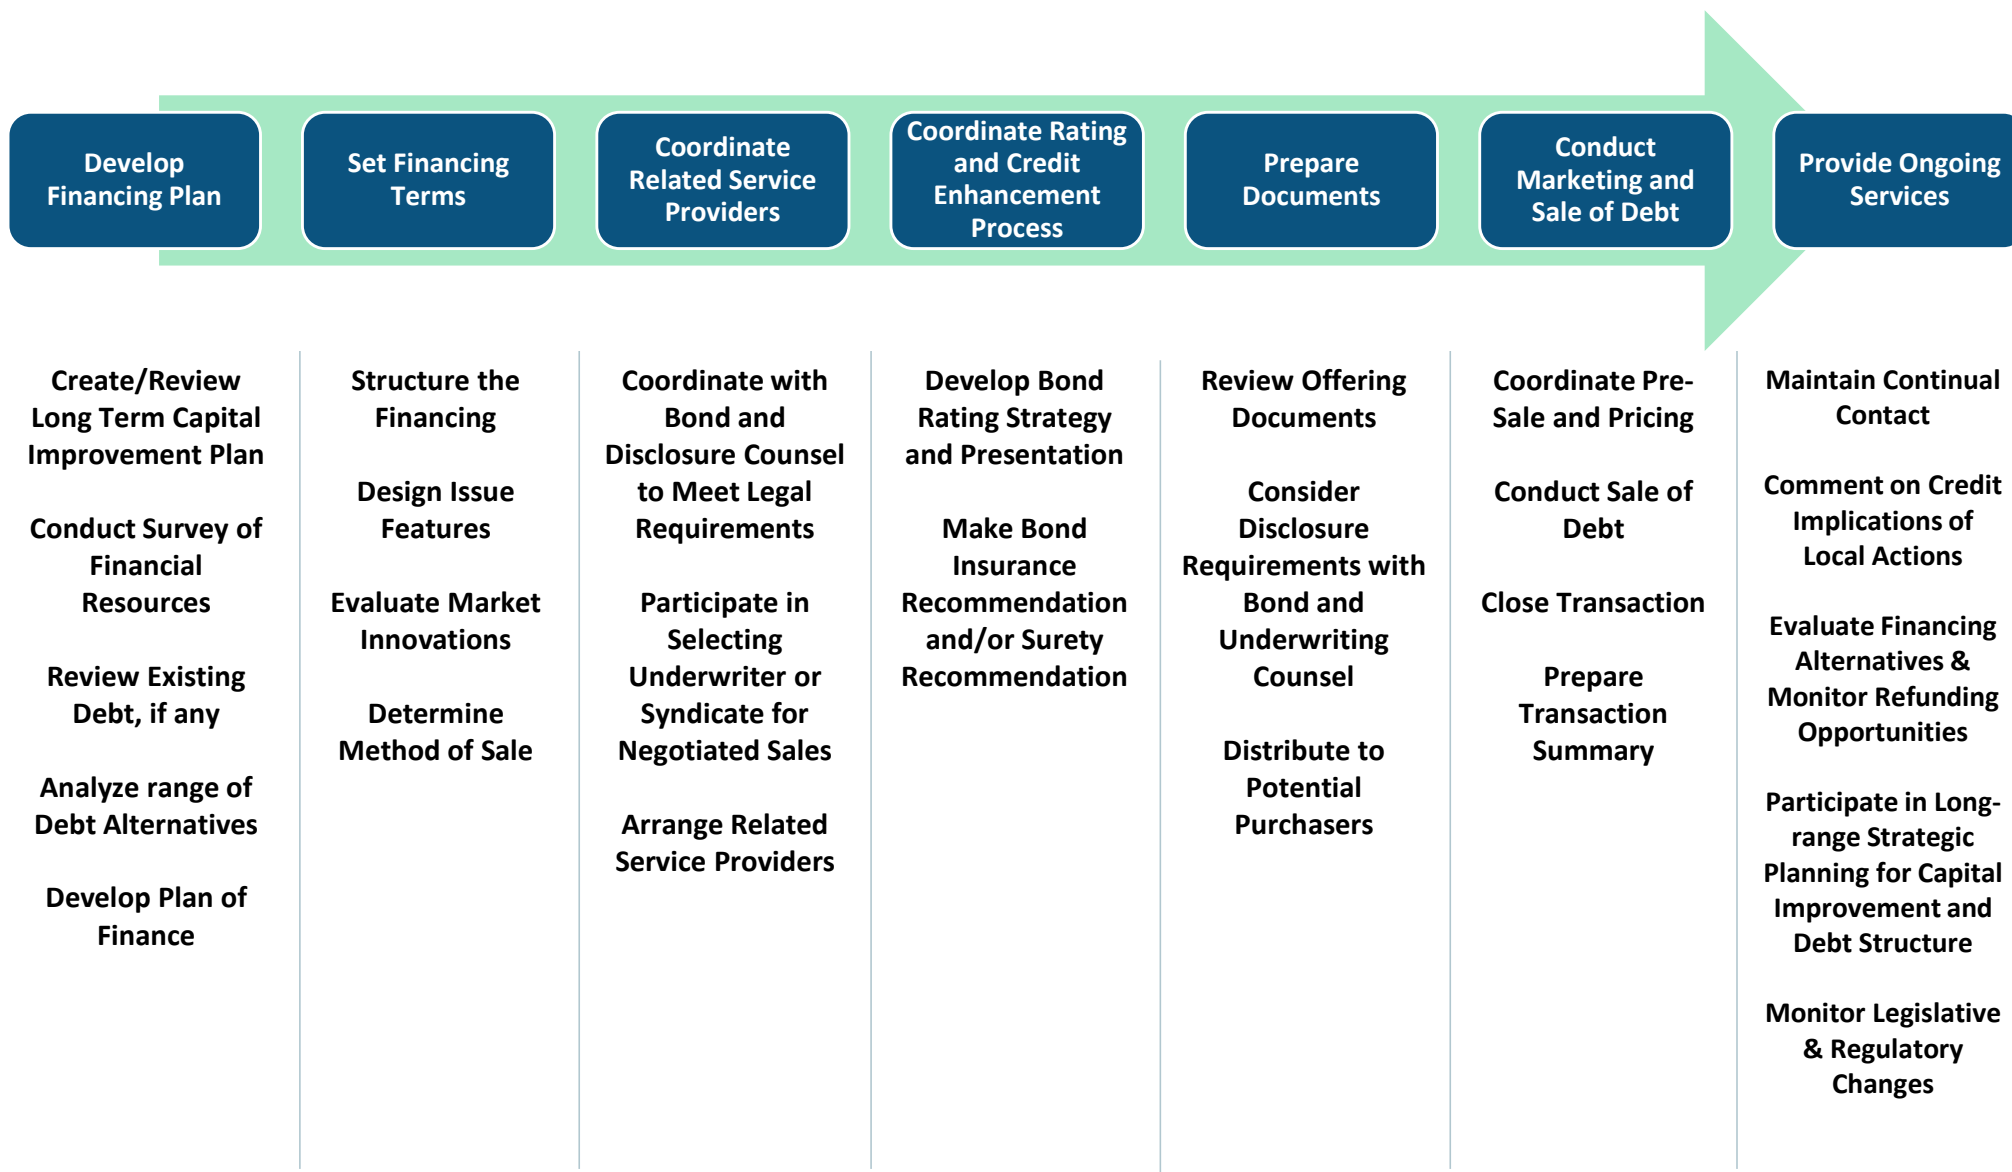 Develop
Financing Plan
Set Financing
Terms
Coordinate
Related Service
Providers
Coordinate Rating
and Credit
Enhancement
Process
Prepare
Documents
Conduct
Marketing and
Sale of Debt
Provide Ongoing
Services
Create/Review
Long Term Capital
Improvement Plan
Conduct Survey of
Financial
Resources
Review Existing
Debt, if any
Analyze range of
Debt Alternatives
Develop Plan of
Finance
Structure the
Financing
Design Issue
Features
Evaluate Market
Innovations
Determine
Method of Sale
Coordinate with
Bond and
Disclosure Counsel
to Meet Legal
Requirements
Participate in
Selecting
Underwriter or
Syndicate for
Negotiated Sales
Arrange Related
Service Providers
Develop Bond
Rating Strategy
and Presentation
Make Bond
Insurance
Recommendation
and/or Surety
Recommendation
Review Offering
Documents
Consider
Disclosure
Requirements with
Bond and
Underwriting
Counsel
Distribute to
Potential
Purchasers
Coordinate Pre-
Sale and Pricing
Conduct Sale of
Debt
Close Transaction
Prepare
Transaction
Summary
Maintain Continual
Contact
Comment on Credit
Implications of
Local Actions
Evaluate Financing
Alternatives &
Monitor Refunding
Opportunities
Participate in Long-
range Strategic
Planning for Capital
Improvement and
Debt Structure
Monitor Legislative
& Regulatory
Changes